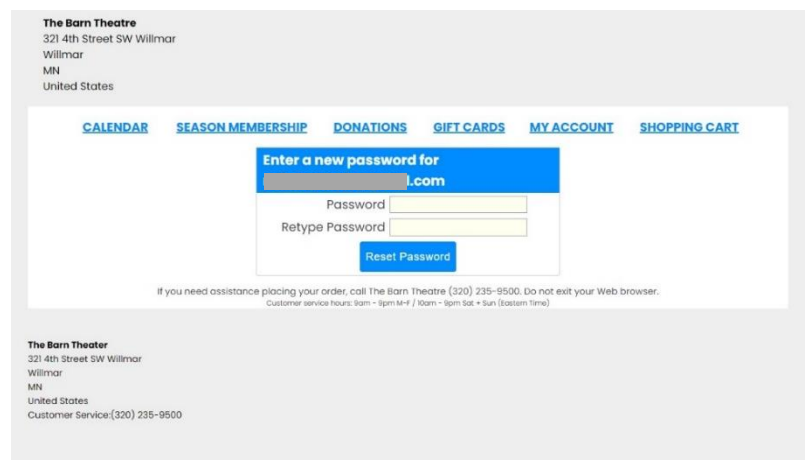 The Barn Theatre
321 4th Street SW Willmar
Willmar
MN
United States
CALENDAR SEASON MEMBERSHIP DONATIONS GIFT CARDS MY ACCOUNT SHOPPING CART
Enter a new password for
l.com
Password
Retype Password
Reset Password
If you need assistance placing your order, call The Barn Theatre (320) 235-9500. Do not exit your Web browser.
Customer service hours: 9am - 9pm M-F / 10am - 9pm Sat + Sun (Eastern Time)
The Barn Theater
321 4th Street SW Willmar
Willmar
MN
United States
Customer Service:(320) 235-9500